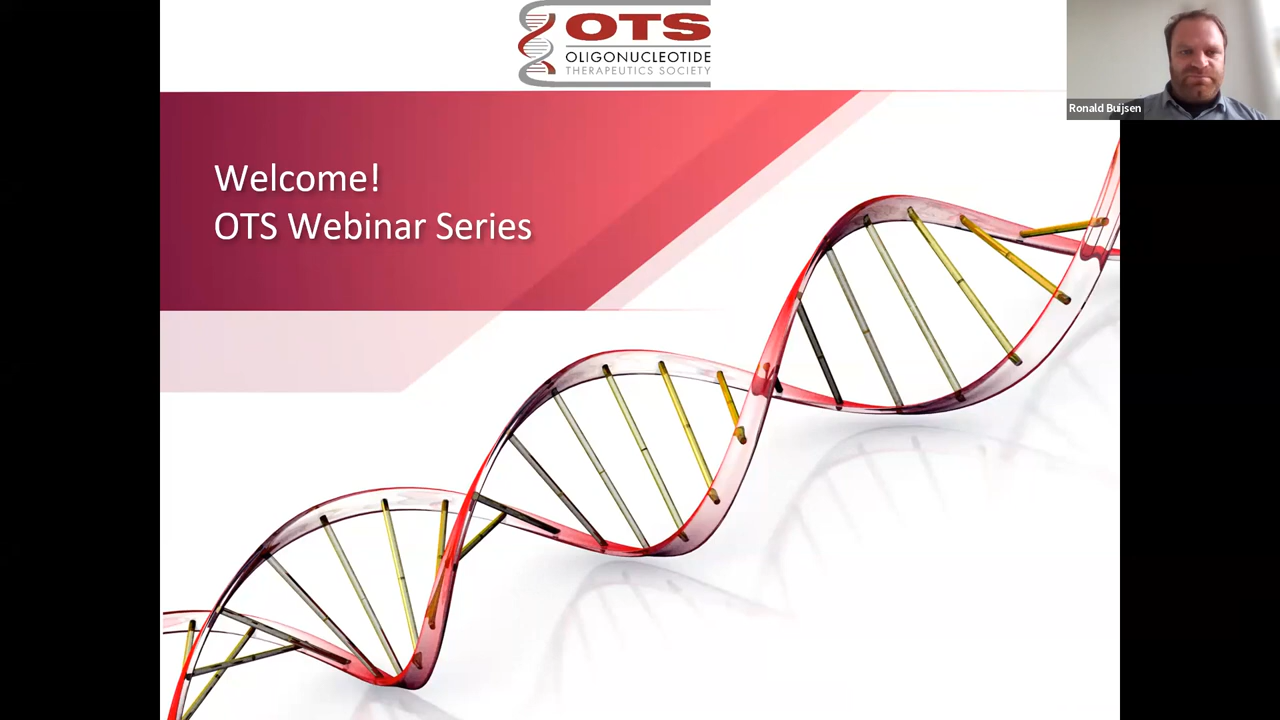 OTS
OLIGONUCLEOTIDE
THERAPEUTICS SOCIETY
Ronald Buijsen
Welcome!
OTS Webinar Series